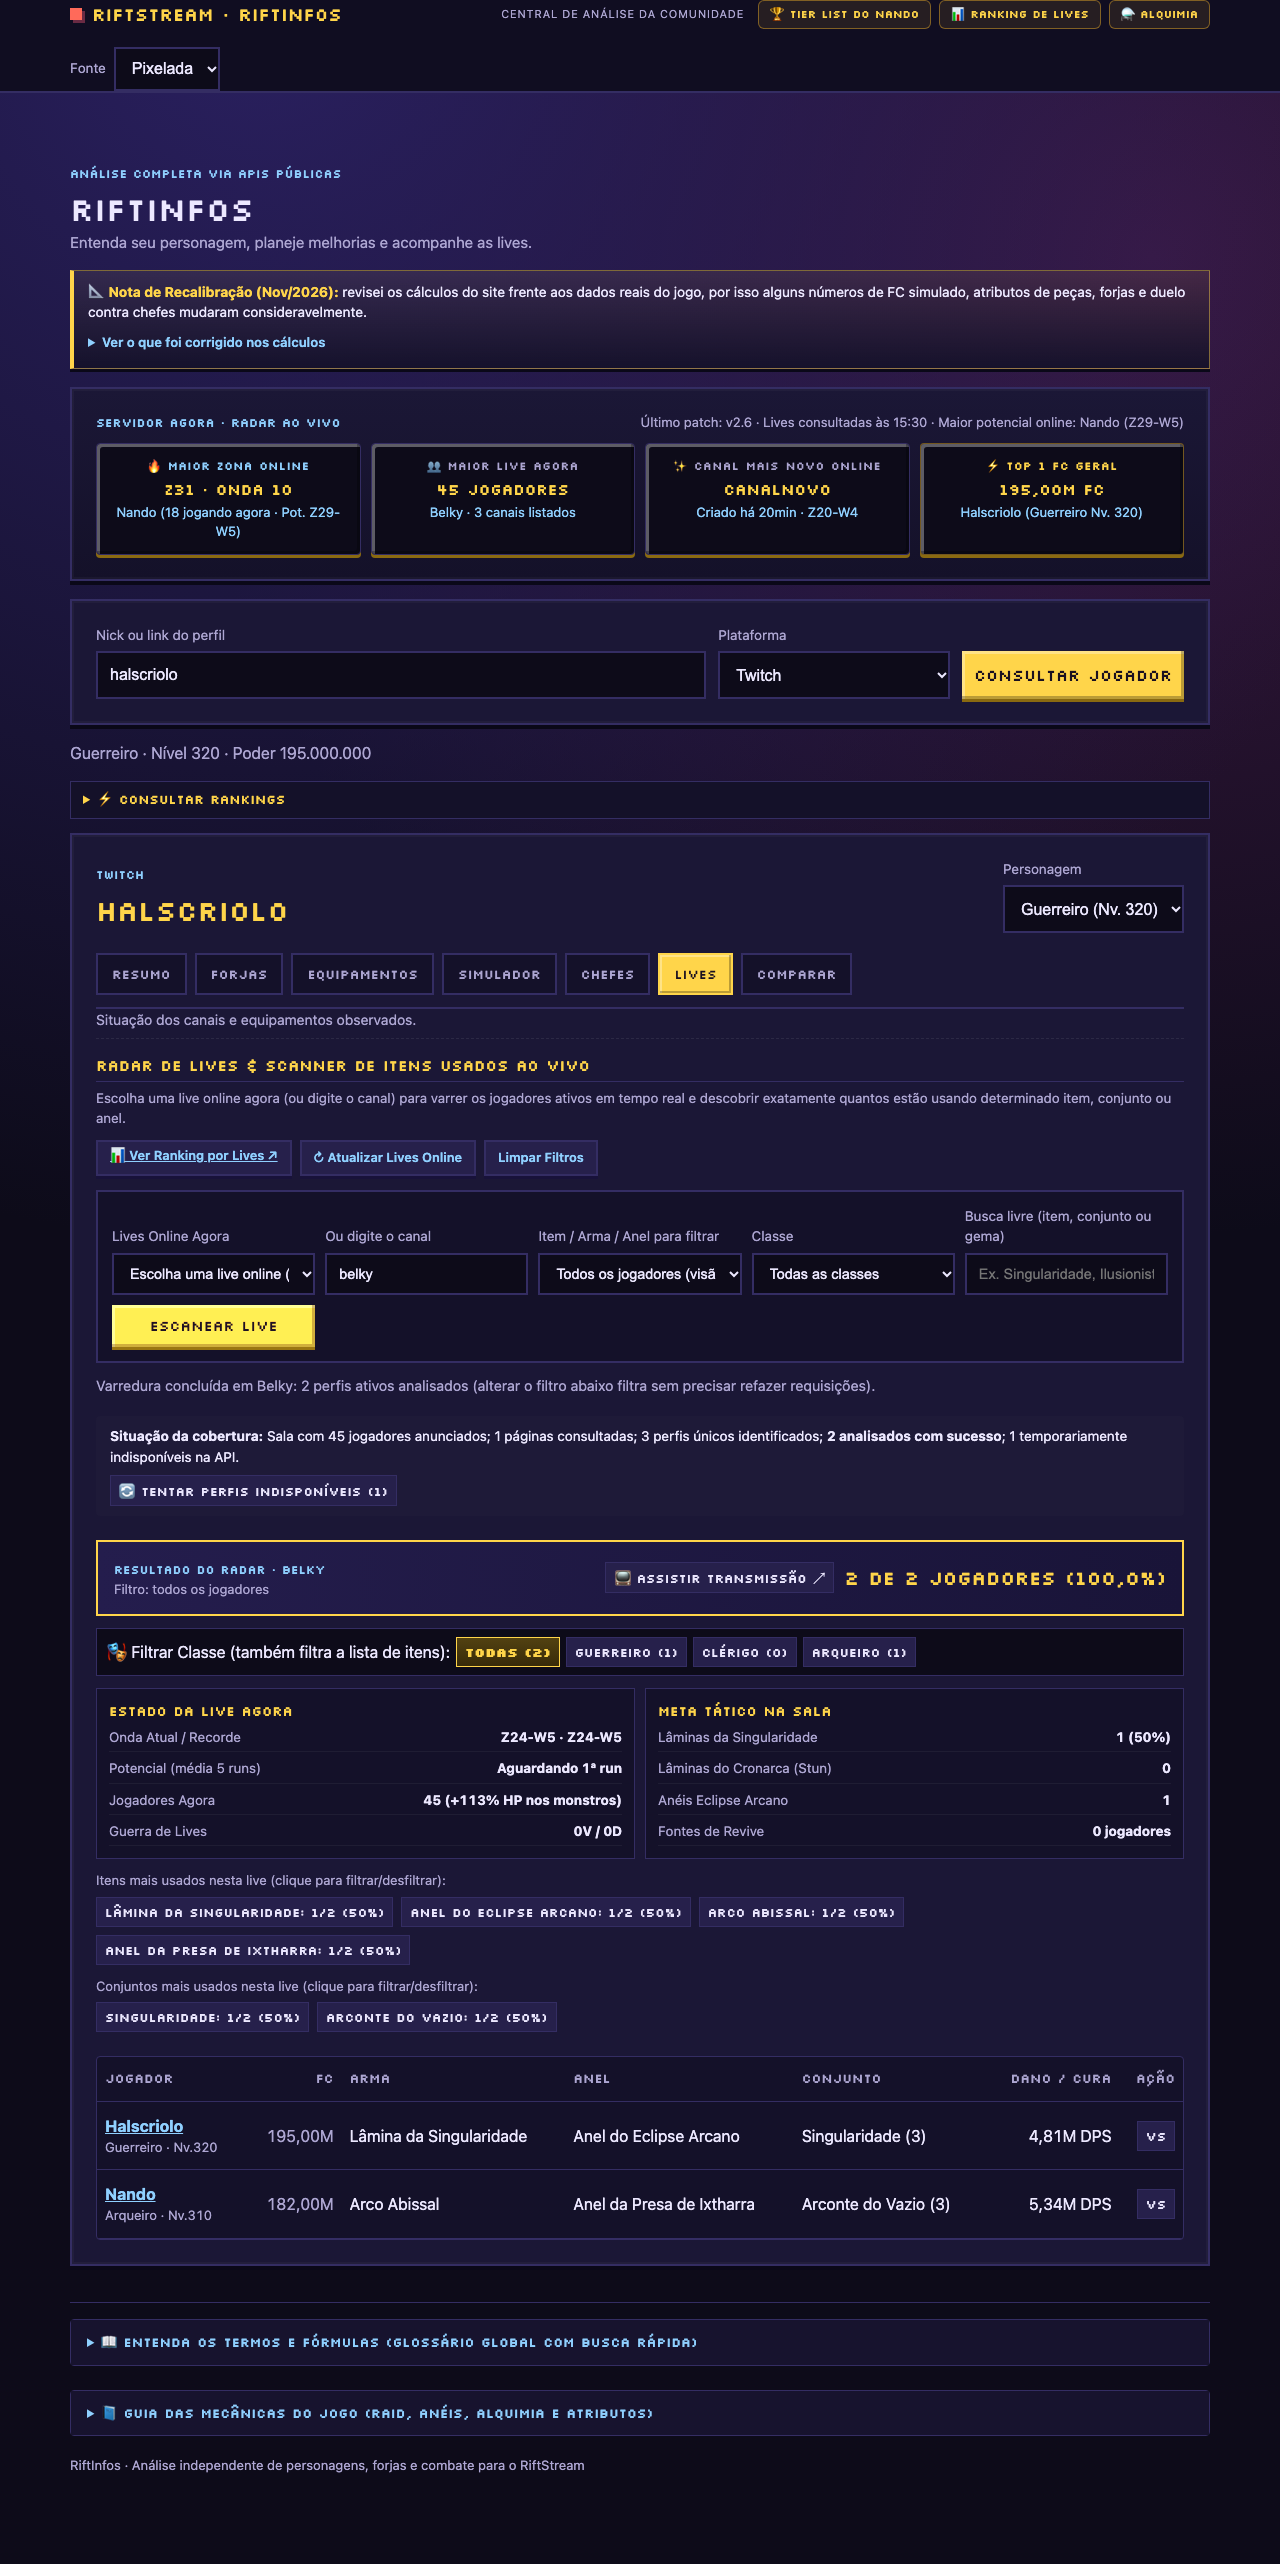 RIFTSTREAM · RIFTINFOS
CENTRAL DE ANÁLISE DA COMUNIDADE
🏆 TIER LIST DO NANDO
📊 RANKING DE LIVES
⚗️ ALQUIMIA
Fonte
Pixelada
ANÁLISE COMPLETA VIA APIS PÚBLICAS
RIFTINFOS
Entenda seu personagem, planeje melhorias e acompanhe as lives.
📐 Nota de Recalibração (Nov/2026): revisei os cálculos do site frente aos dados reais do jogo, por isso alguns números de FC simulado, atributos de peças, forjas e duelo
contra chefes mudaram consideravelmente.
▶ Ver o que foi corrigido nos cálculos
SERVIDOR AGORA · RADAR AO VIVO
Último patch: v2.6 · Lives consultadas às 15:30 · Maior potencial online: Nando (Z29-W5)
🔥 MAIOR ZONA ONLINE
Z31 · ONDA 10
Nando (18 jogando agora · Pot. Z29-
W5)
👥 MAIOR LIVE AGORA
45 JOGADORES
Belky · 3 canais listados
✨ CANAL MAIS NOVO ONLINE
CANALNOVO
Criado há 20min · Z20-W4
⚡ TOP 1 FC GERAL
195,00M FC
Halscriolo (Guerreiro Nv. 320)
Nick ou link do perfil
halscriolo
Plataforma
Twitch
CONSULTAR JOGADOR
Guerreiro · Nível 320 · Poder 195.000.000
▶ ⚡ CONSULTAR RANKINGS
TWITCH
HALSCRIOLO
Personagem
Guerreiro (Nv. 320)
RESUMO
FORJAS
EQUIPAMENTOS
SIMULADOR
CHEFES
LIVES
COMPARAR
Situação dos canais e equipamentos observados.
RADAR DE LIVES & SCANNER DE ITENS USADOS AO VIVO
Escolha uma live online agora (ou digite o canal) para varrer os jogadores ativos em tempo real e descobrir exatamente quantos estão usando determinado item, conjunto ou
anel.
📊 Ver Ranking por Lives ↗
↻ Atualizar Lives Online
Limpar Filtros
Lives Online Agora
Escolha uma live online (
Ou digite o canal
belky
Item / Arma / Anel para filtrar
Todos os jogadores (visã
Classe
Todas as classes
Busca livre (item, conjunto ou
gema)
Ex. Singularidade, Ilusionist
ESCANEAR LIVE
Varredura concluída em Belky: 2 perfis ativos analisados (alterar o filtro abaixo filtra sem precisar refazer requisições).
Situação da cobertura: Sala com 45 jogadores anunciados; 1 páginas consultadas; 3 perfis únicos identificados; 2 analisados com sucesso; 1 temporariamente
indisponíveis na API.
🔄 TENTAR PERFIS INDISPONÍVEIS (1)
RESULTADO DO RADAR · BELKY
Filtro: todos os jogadores
📺 ASSISTIR TRANSMISSÃO ↗
2 DE 2 JOGADORES (100,0%)
🎭 Filtrar Classe (também filtra a lista de itens):
TODAS (2)
GUERREIRO (1)
CLÉRIGO (0)
ARQUEIRO (1)
ESTADO DA LIVE AGORA
Onda Atual / Recorde Z24-W5 · Z24-W5
Potencial (média 5 runs) Aguardando 1ª run
Jogadores Agora 45 (+113% HP nos monstros)
Guerra de Lives 0V / 0D
META TÁTICO NA SALA
Lâminas da Singularidade 1 (50%)
Lâminas do Cronarca (Stun) 0
Anéis Eclipse Arcano 1
Fontes de Revive 0 jogadores
Itens mais usados nesta live (clique para filtrar/desfiltrar):
LÂMINA DA SINGULARIDADE: 1/2 (50%)
ANEL DO ECLIPSE ARCANO: 1/2 (50%)
ARCO ABISSAL: 1/2 (50%)
ANEL DA PRESA DE IXTHARRA: 1/2 (50%)
Conjuntos mais usados nesta live (clique para filtrar/desfiltrar):
SINGULARIDADE: 1/2 (50%)
ARCONTE DO VAZIO: 1/2 (50%)
JOGADOR FC ARMA ANEL CONJUNTO DANO / CURA AÇÃO
Halscriolo
Guerreiro · Nv.320
195,00M Lâmina da Singularidade Anel do Eclipse Arcano Singularidade (3) 4,81M DPS VS
Nando
Arqueiro · Nv.310
182,00M Arco Abissal Anel da Presa de Ixtharra Arconte do Vazio (3) 5,34M DPS VS
▶ 📖 ENTENDA OS TERMOS E FÓRMULAS (GLOSSÁRIO GLOBAL COM BUSCA RÁPIDA)
▶ 📘 GUIA DAS MECÂNICAS DO JOGO (RAID, ANÉIS, ALQUIMIA E ATRIBUTOS)
RiftInfos · Análise independente de personagens, forjas e combate para o RiftStream